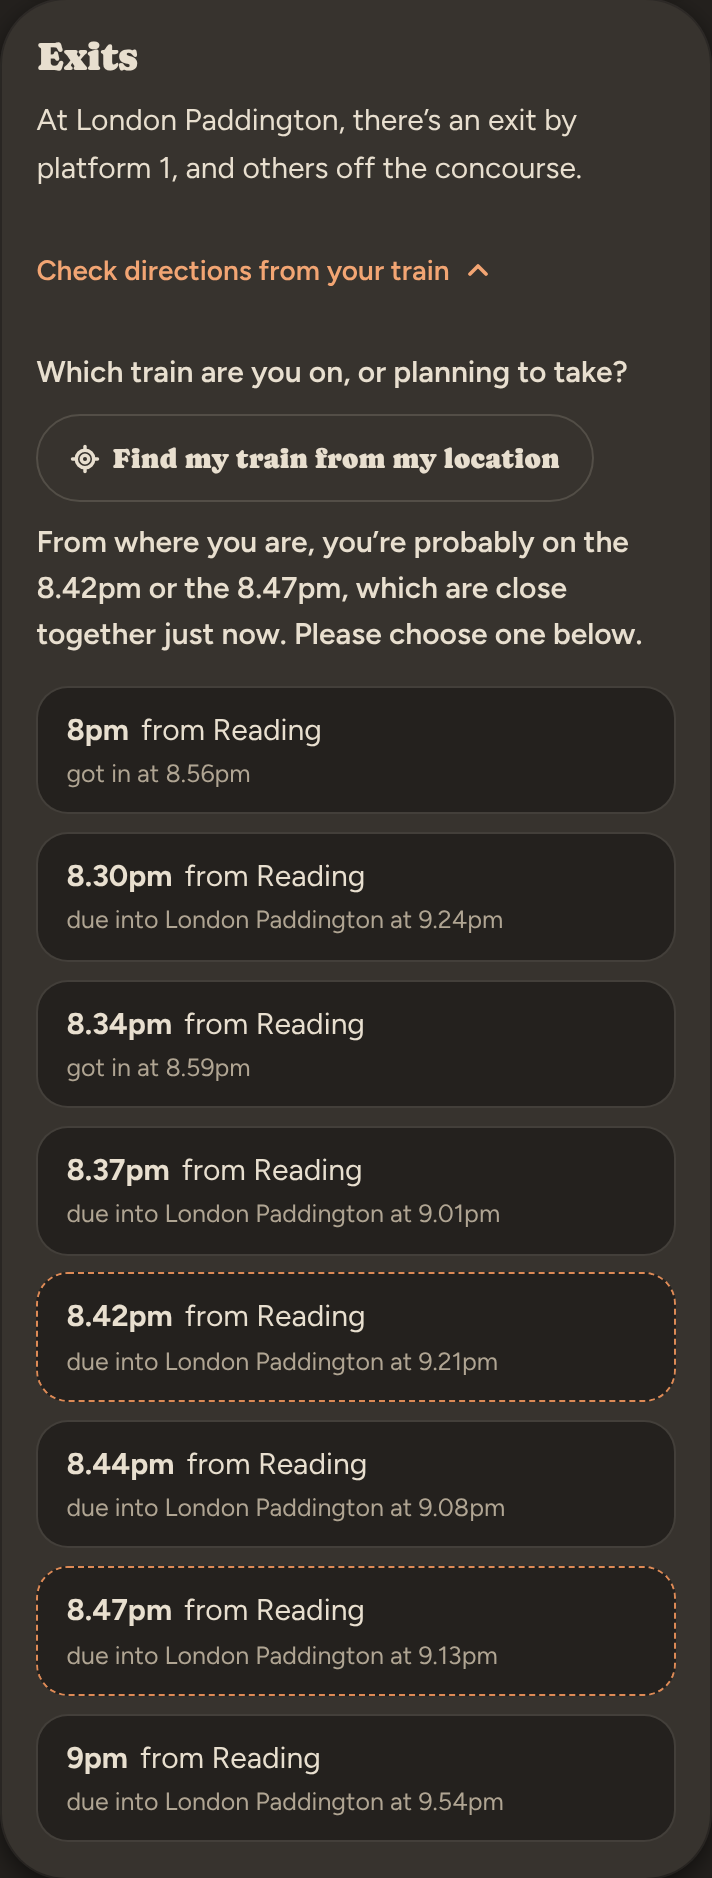 Exits
At London Paddington, there’s an exit by
platform 1, and others off the concourse.
Check directions from your train
Which train are you on, or planning to take?
Find my train from my location
From where you are, you’re probably on the
8.42pm or the 8.47pm, which are close
together just now. Please choose one below.
8pm from Reading
got in at 8.56pm
8.30pm from Reading
due into London Paddington at 9.24pm
8.34pm from Reading
got in at 8.59pm
8.37pm from Reading
due into London Paddington at 9.01pm
8.42pm from Reading
due into London Paddington at 9.21pm
8.44pm from Reading
due into London Paddington at 9.08pm
8.47pm from Reading
due into London Paddington at 9.13pm
9pm from Reading
due into London Paddington at 9.54pm